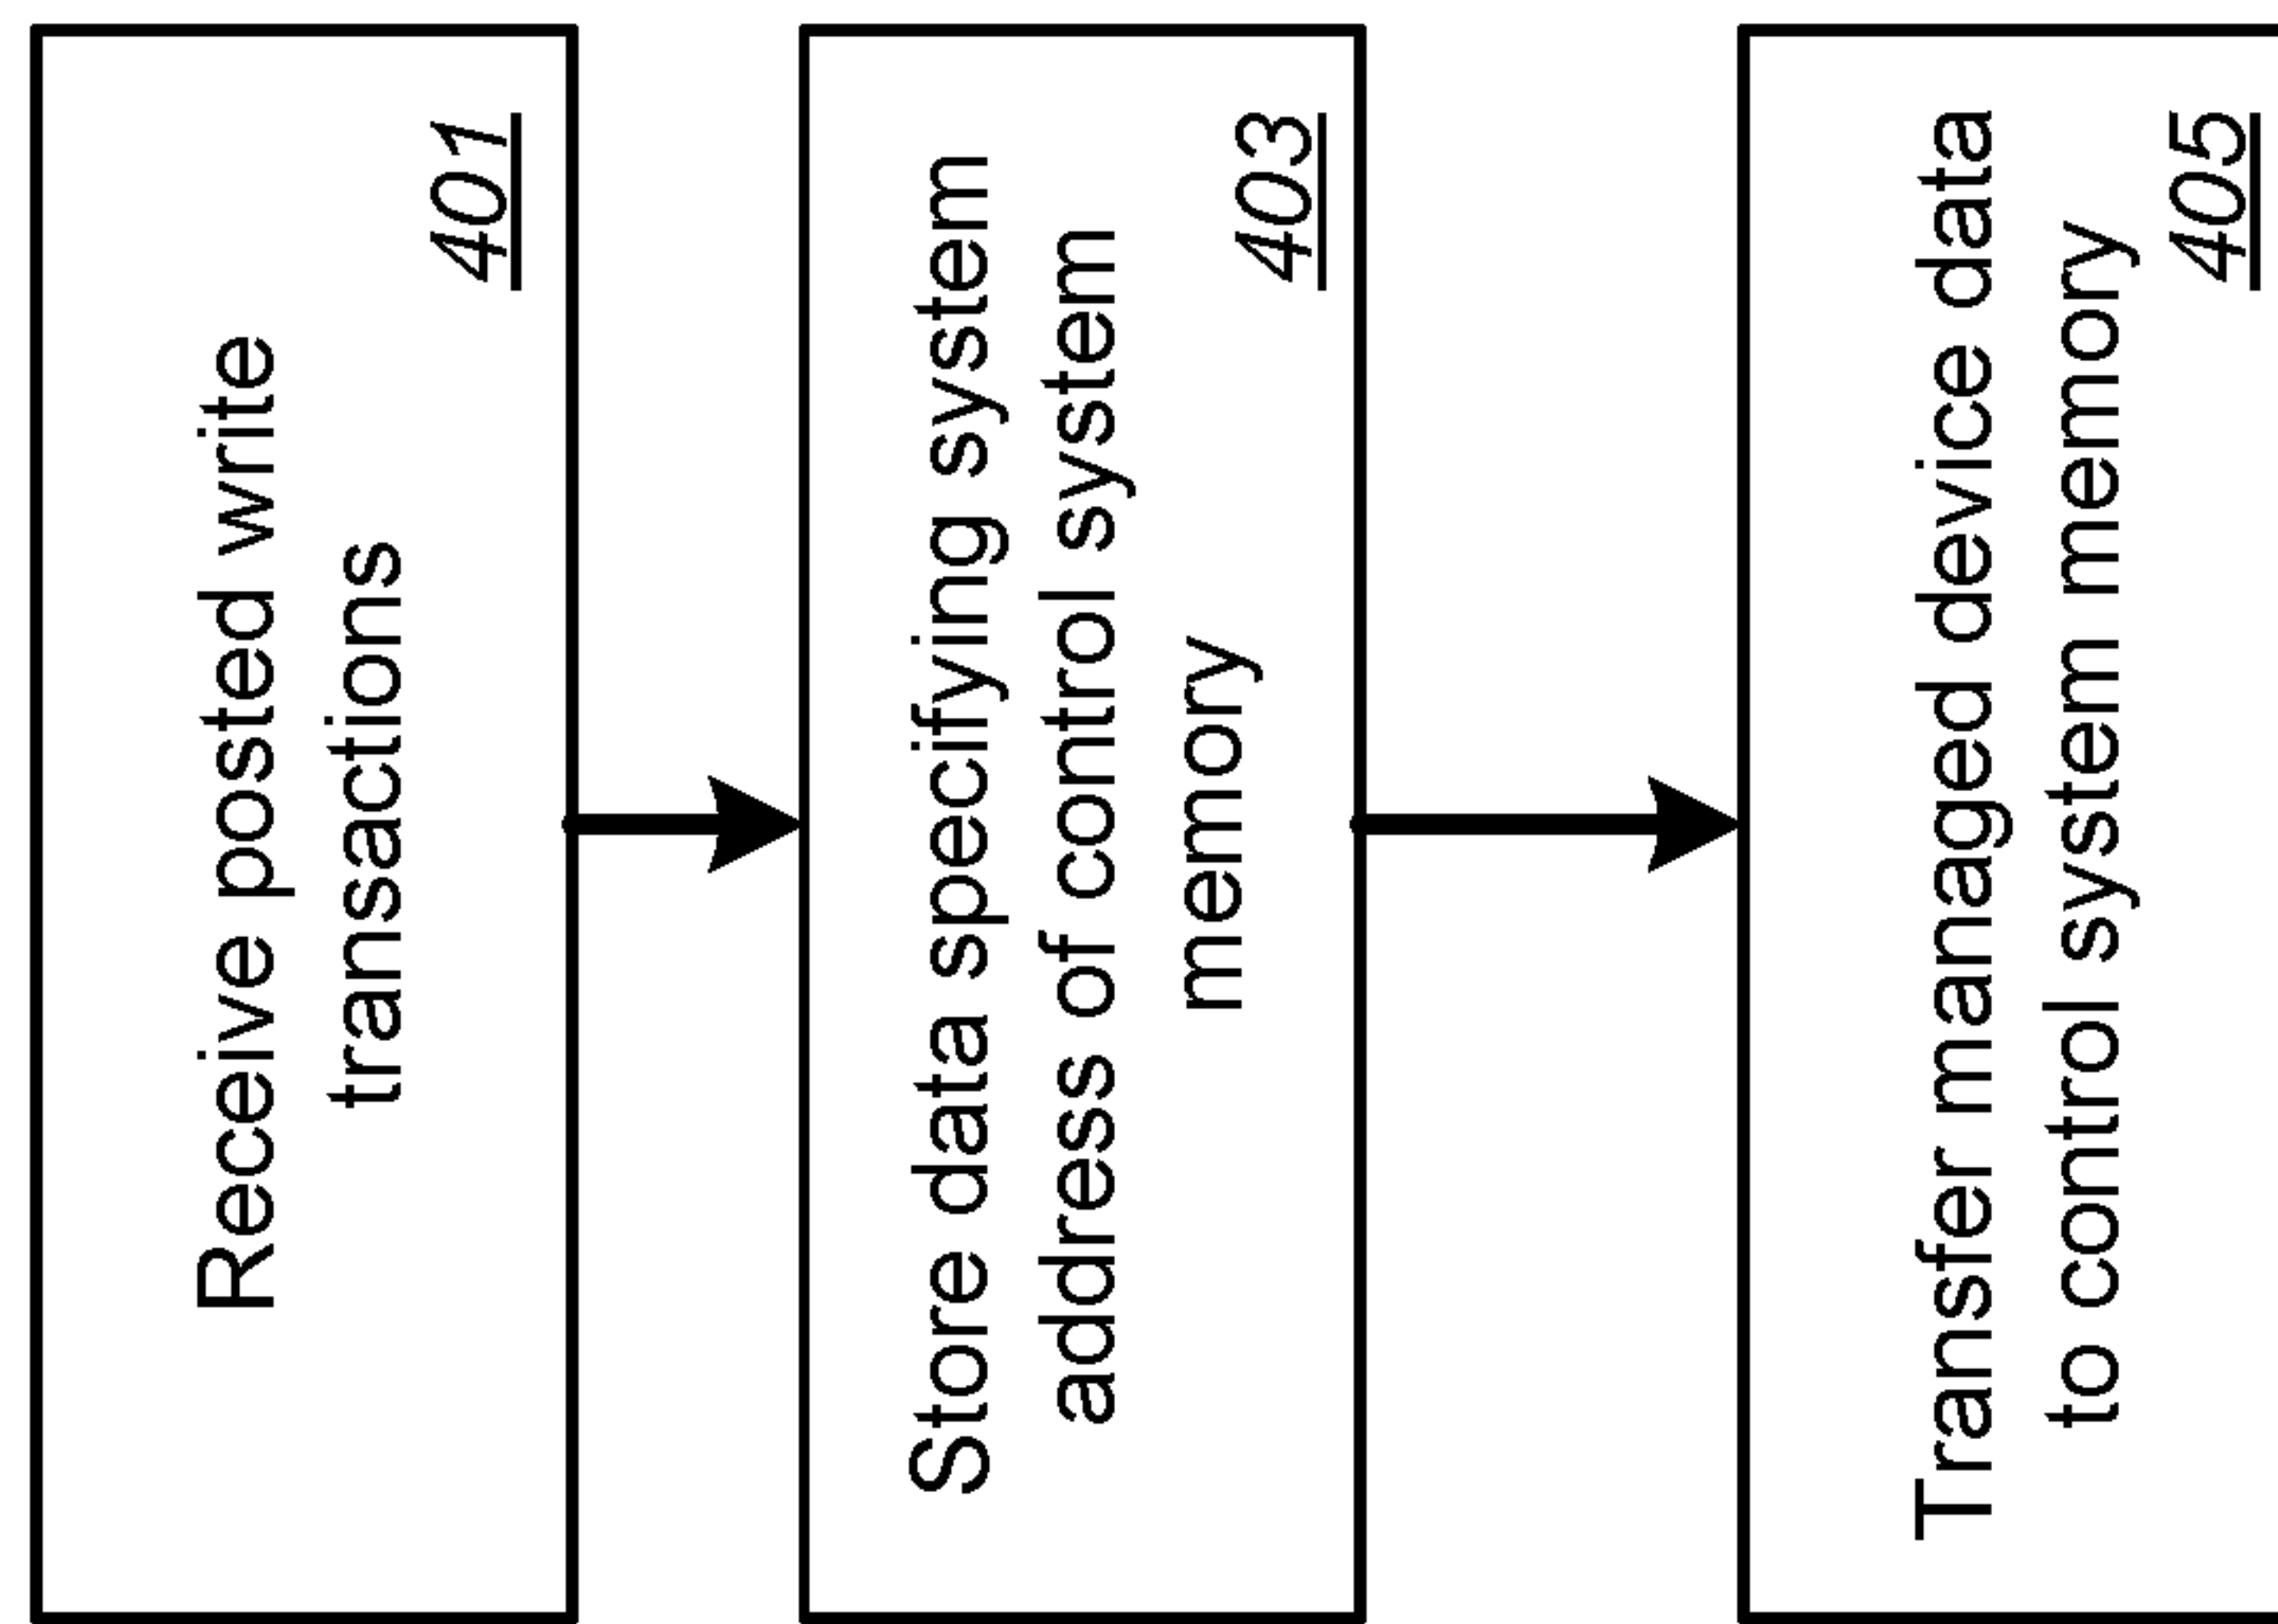 Receive posted write
transactions
401
Store data specifying system
address of control system
memory
403
Transfer managed device data
to control system memory
405